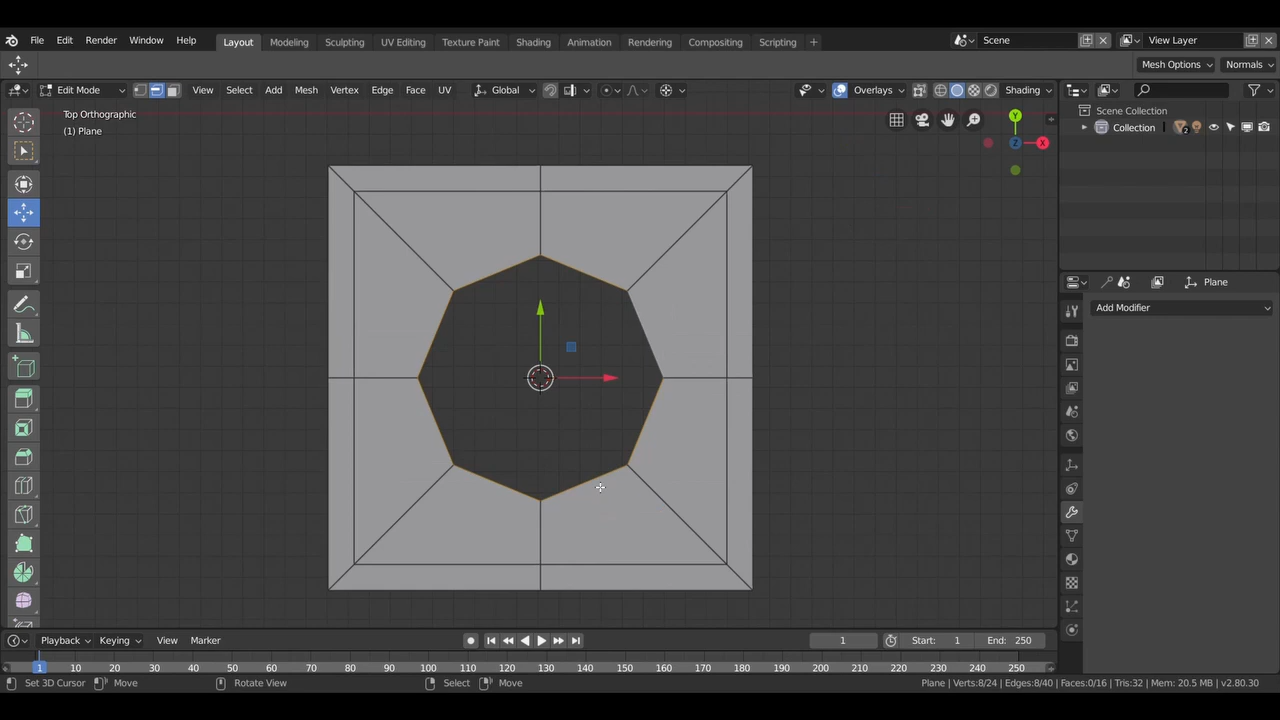 File Edit Render Window Help Layout Modeling Sculpting UV Editing Texture Paint Shading Animation Rendering Compositing Scripting + Scene View Layer
Mesh Options Normals
Edit Mode View Select Add Mesh Vertex Edge Face UV Global Overlays Shading
Top Orthographic
(1) Plane
Y
X
Z
Scene Collection
Collection 2
Plane
Add Modifier
Playback Keying View Marker 1 Start: 1 End: 250
1 10 20 30 40 50 60 70 80 90 100 110 120 130 140 150 160 170 180 190 200 210 220 230 240 250
Set 3D Cursor Move Rotate View Select Move Plane | Verts:8/24 | Edges:8/40 | Faces:0/16 | Tris:32 | Mem: 20.5 MB | v2.80.30